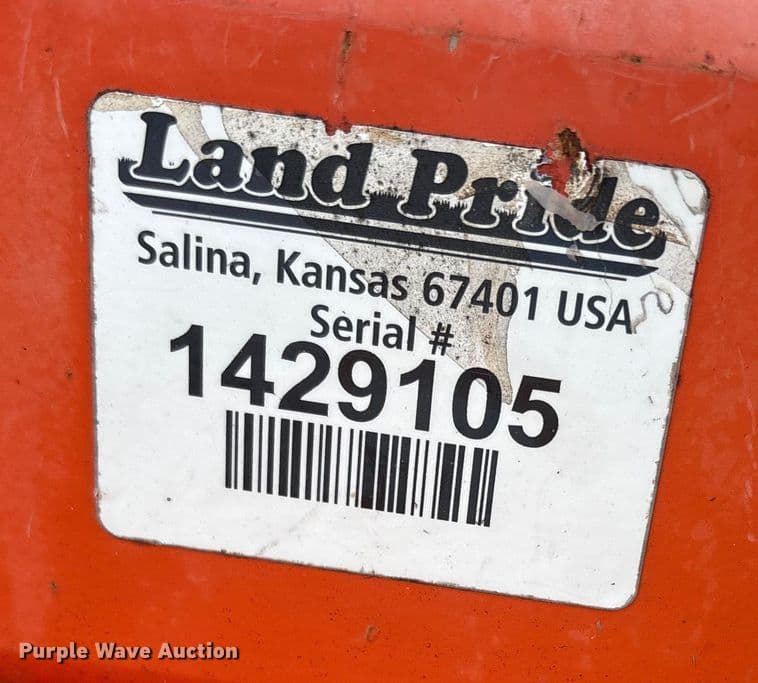 Land Pride
Salina, Kansas 67401 USA
Serial #
1429105
Purple Wave Auction